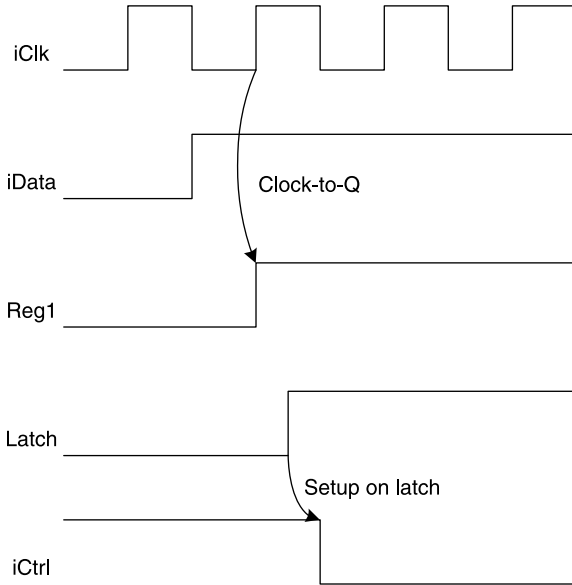 iClk
iData
Clock-to-Q
Reg1
Latch
Setup on latch
iCtrl